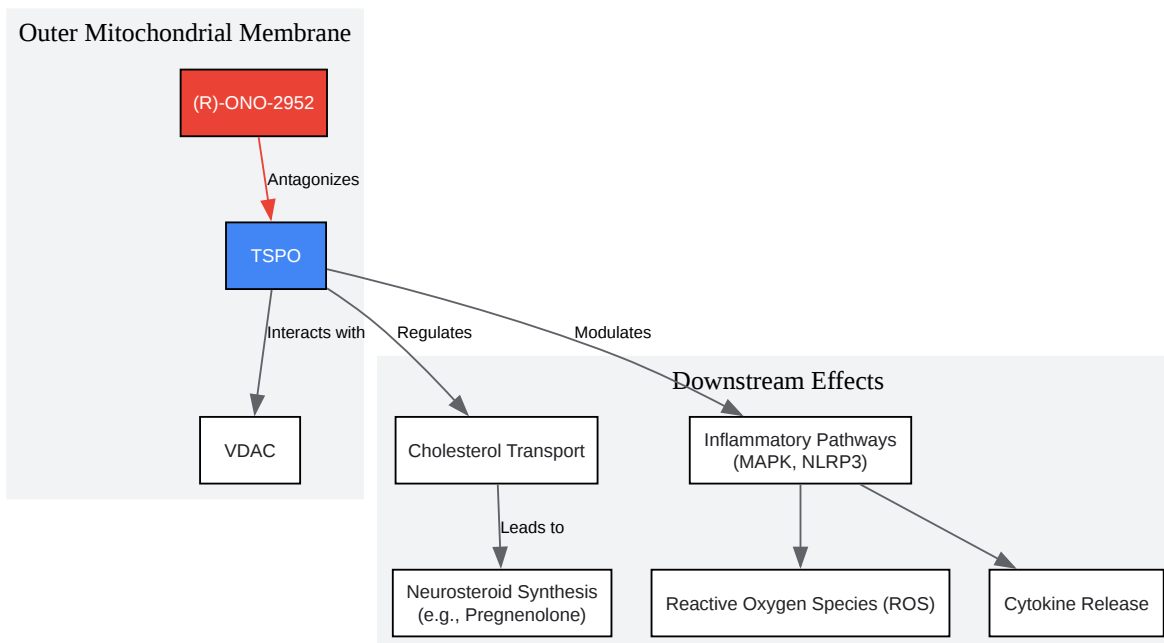 Outer Mitochondrial Membrane
(R)-ONO-2952
Antagonizes
TSPO
Interacts with
Regulates
Modulates
Downstream Effects
VDAC
Cholesterol Transport
Inflammatory Pathways
(MAPK, NLRP3)
Leads to
Neurosteroid Synthesis
(e.g., Pregnenolone)
Reactive Oxygen Species (ROS)
Cytokine Release